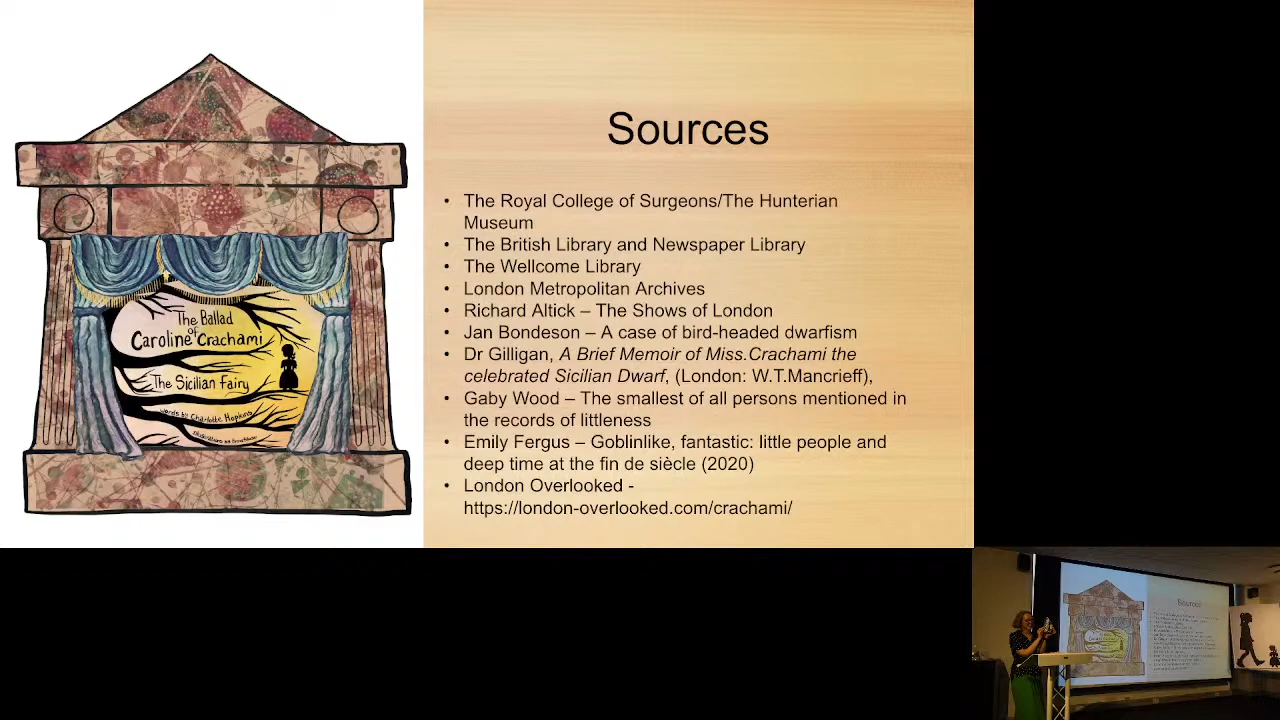 The Ballad
of
Caroline Crachami
The Sicilian Fairy
words by Charlotte Hopkins
Sources
• The Royal College of Surgeons/The Hunterian
Museum
• The British Library and Newspaper Library
• The Wellcome Library
• London Metropolitan Archives
• Richard Altick – The Shows of London
• Jan Bondeson – A case of bird-headed dwarfism
• Dr Gilligan, A Brief Memoir of Miss.Crachami the
celebrated Sicilian Dwarf, (London: W.T.Mancrieff),
• Gaby Wood – The smallest of all persons mentioned in
the records of littleness
• Emily Fergus – Goblinlike, fantastic: little people and
deep time at the fin de siècle (2020)
• London Overlooked -
https://london-overlooked.com/crachami/
Sources